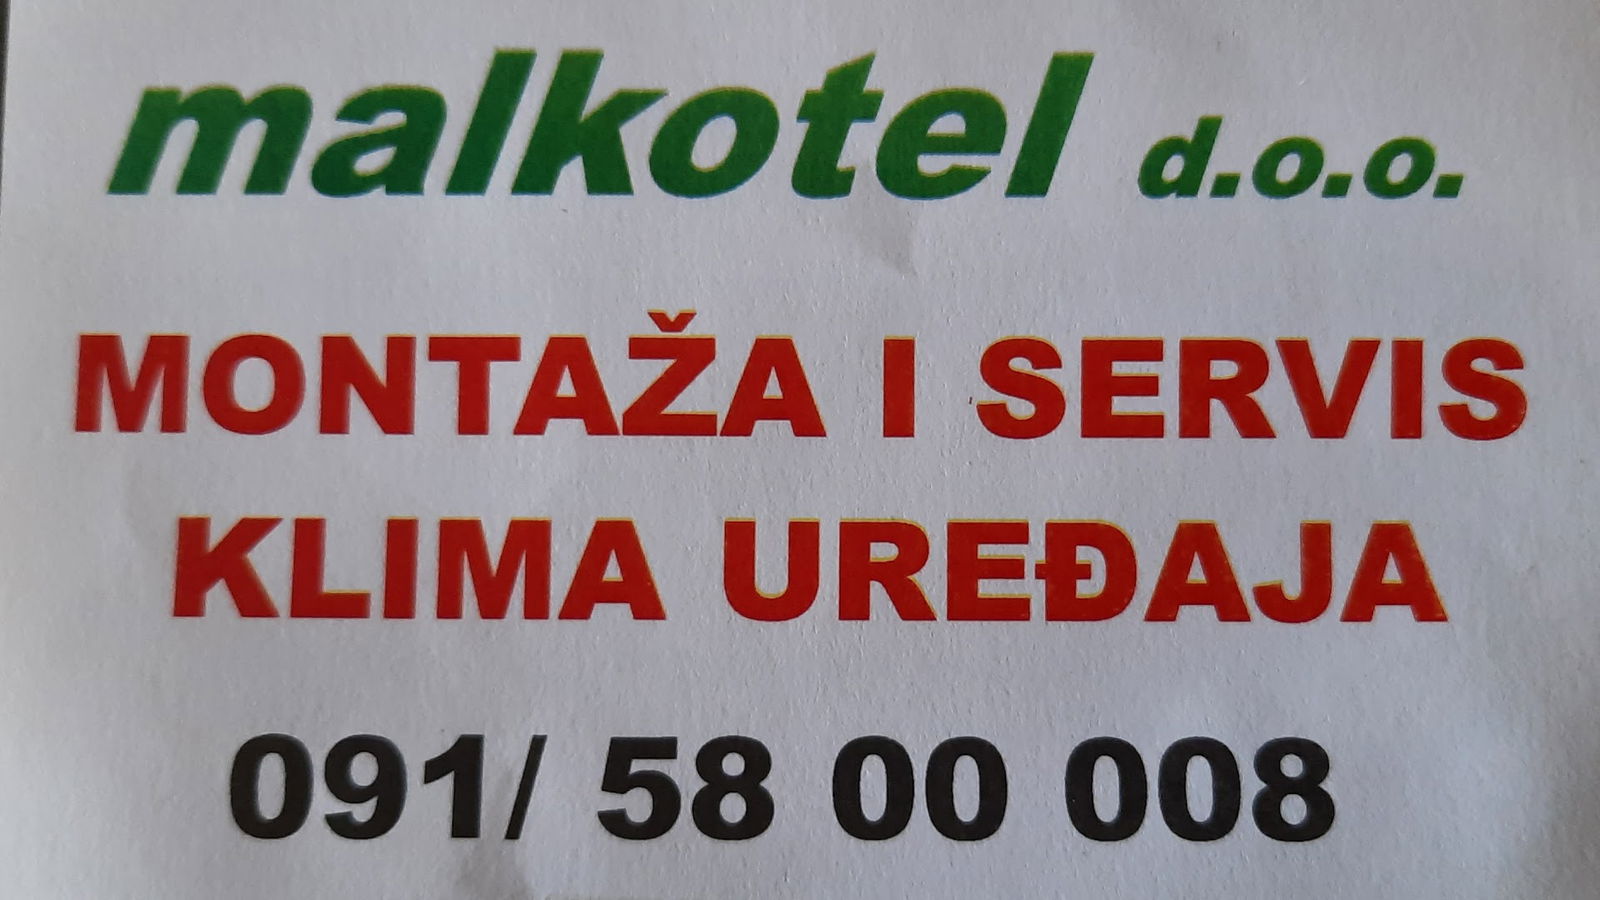 malkotel d.o.o.
MONTAŽA I SERVIS
KLIMA UREĐAJA
091/ 58 00 008